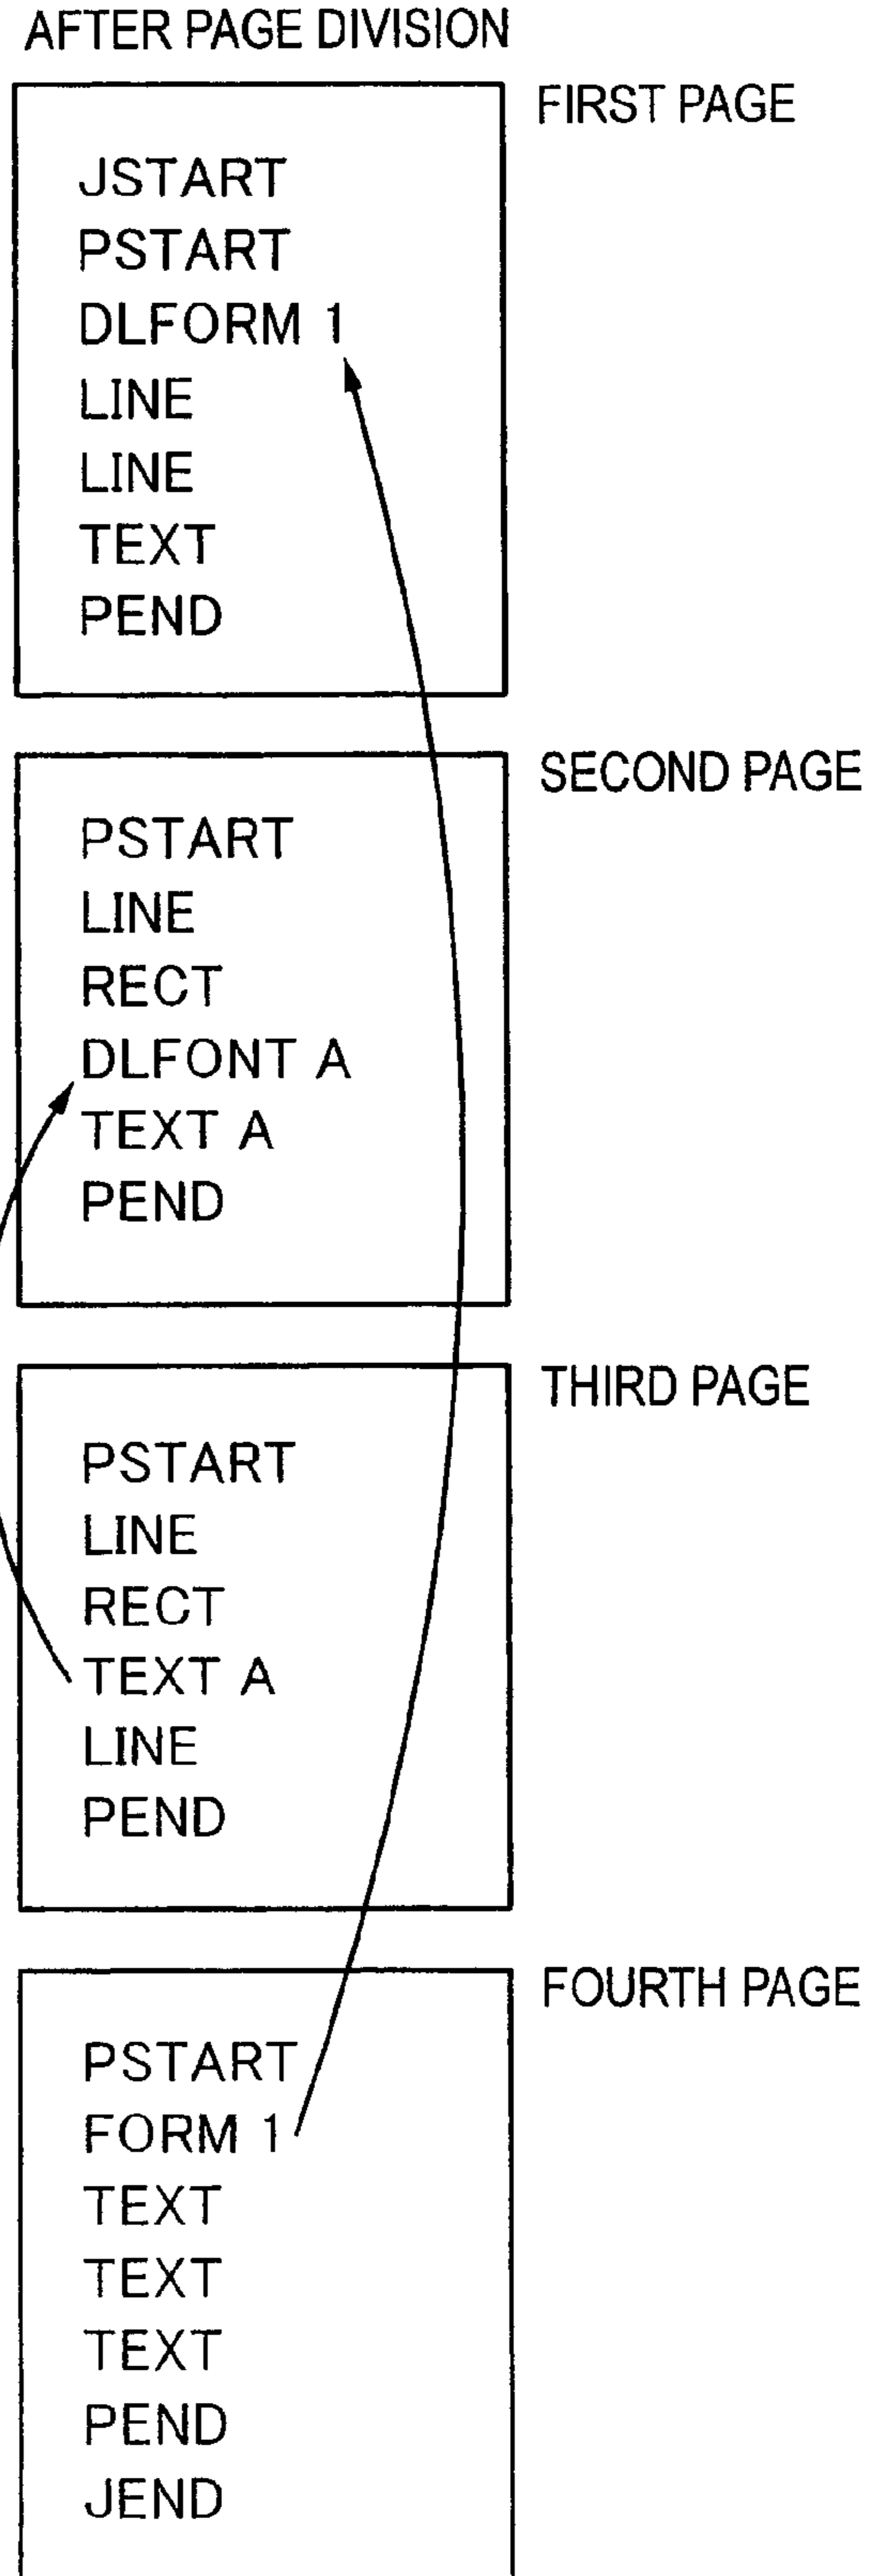 AFTER PAGE DIVISION
FIRST PAGE
JSTART
PSTART
DLFORM 1
LINE
LINE
TEXT
PEND
SECOND PAGE
PSTART
LINE
RECT
DLFONT A
TEXT A
PEND
THIRD PAGE
PSTART
LINE
RECT
TEXT A
LINE
PEND
FOURTH PAGE
PSTART
FORM 1
TEXT
TEXT
TEXT
PEND
JEND